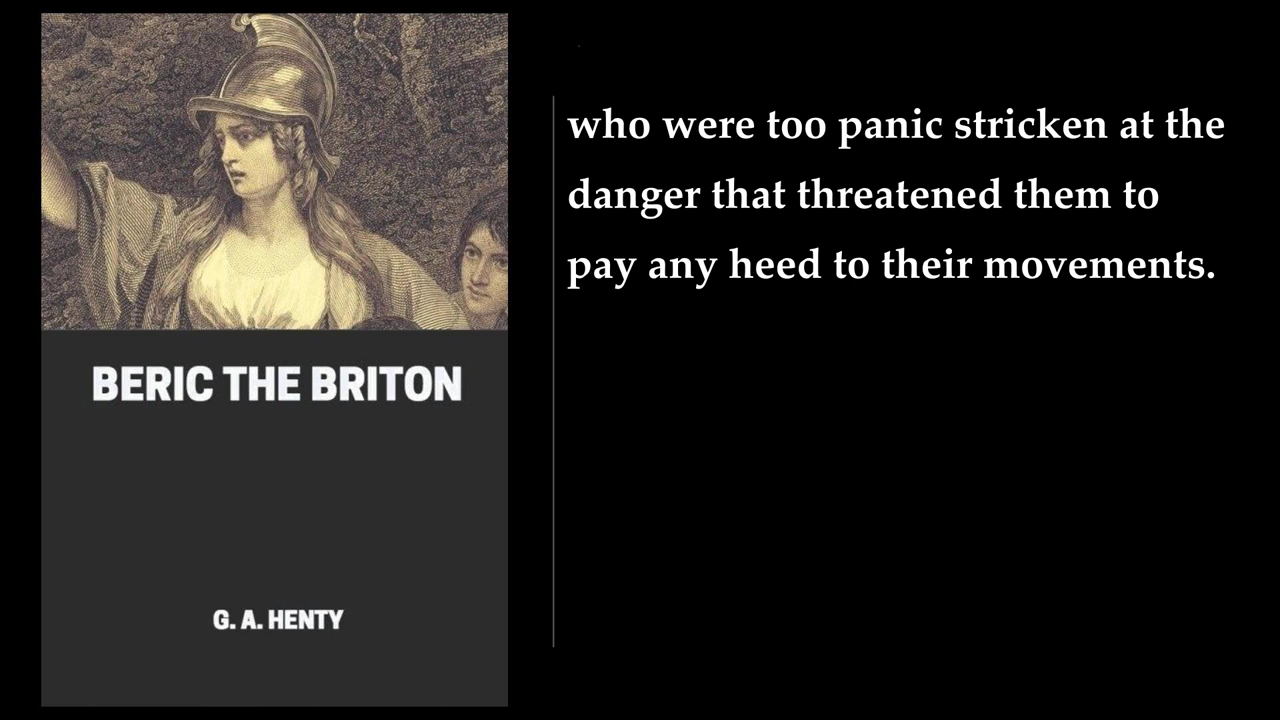 BERIC THE BRITON
G. A. HENTY
who were too panic stricken at the
danger that threatened them to
pay any heed to their movements.